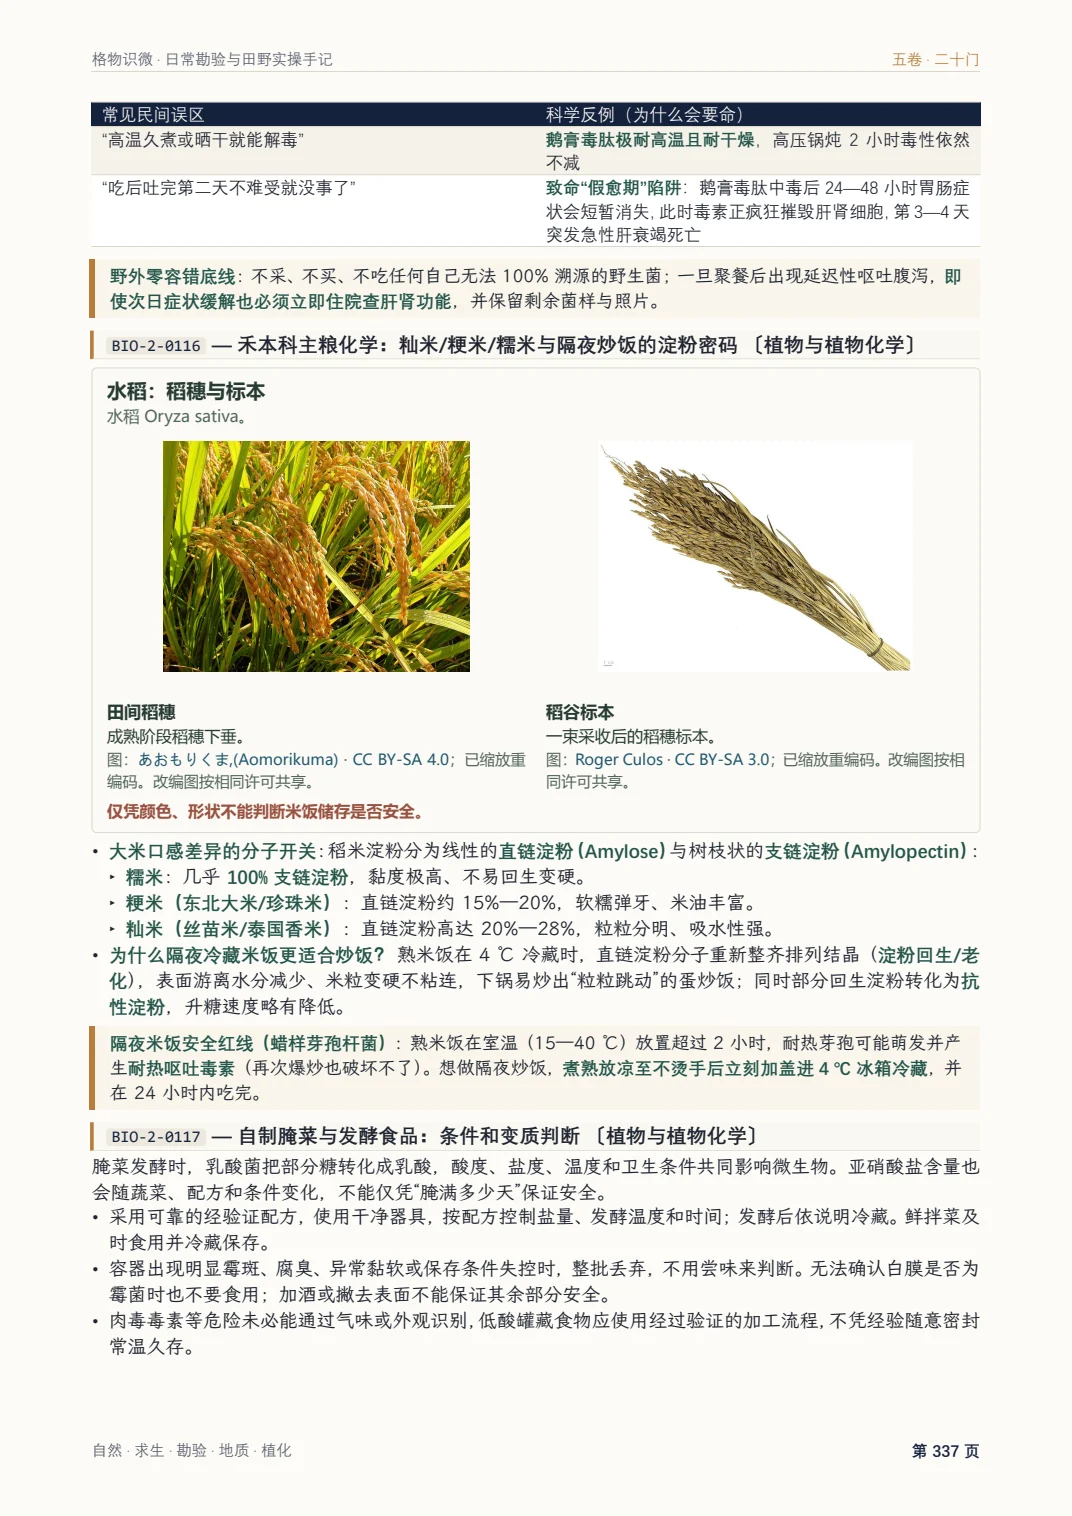 格物识微 · 日常勘验与田野实操手记
五卷 · 二十门
常见民间误区
科学反例（为什么会要命）
“高温久煮或晒干就能解毒”
鹅膏毒肽极耐高温且耐干燥，高压锅炖 2 小时毒性依然
不减
“吃后吐完第二天不难受就没事了”
致命“假愈期”陷阱：鹅膏毒肽中毒后 24—48 小时胃肠症
状会短暂消失，此时毒素正疯狂摧毁肝肾细胞，第 3—4 天
突发急性肝衰竭死亡
野外零容错底线：不采、不买、不吃任何自己无法 100% 溯源的野生菌；一旦聚餐后出现延迟性呕吐腹泻，即
使次日症状缓解也必须立即住院查肝肾功能，并保留剩余菌样与照片。
BIO-2-0116 — 禾本科主粮化学：籼米/粳米/糯米与隔夜炒饭的淀粉密码 〔植物与植物化学〕
水稻：稻穗与标本
水稻 Oryza sativa。
田间稻穗
成熟阶段稻穗下垂。
图：あおもりくま,(Aomorikuma) · CC BY-SA 4.0；已缩放重
编码。改编图按相同许可共享。
稻谷标本
一束采收后的稻穗标本。
图：Roger Culos · CC BY-SA 3.0；已缩放重编码。改编图按相
同许可共享。
仅凭颜色、形状不能判断米饭储存是否安全。
• 大米口感差异的分子开关：稻米淀粉分为线性的直链淀粉（Amylose）与树枝状的支链淀粉（Amylopectin）：
‣ 糯米：几乎 100% 支链淀粉，黏度极高、不易回生变硬。
‣ 粳米（东北大米/珍珠米）：直链淀粉约 15%—20%，软糯弹牙、米油丰富。
‣ 籼米（丝苗米/泰国香米）：直链淀粉高达 20%—28%，粒粒分明、吸水性强。
• 为什么隔夜冷藏米饭更适合炒饭？ 熟米饭在 4 ℃ 冷藏时，直链淀粉分子重新整齐排列结晶（淀粉回生/老
化），表面游离水分减少、米粒变硬不粘连，下锅易炒出“粒粒跳动”的蛋炒饭；同时部分回生淀粉转化为抗
性淀粉，升糖速度略有降低。
隔夜米饭安全红线（蜡样芽孢杆菌）：熟米饭在室温（15—40 ℃）放置超过 2 小时，耐热芽孢可能萌发并产
生耐热呕吐毒素（再次爆炒也破坏不了）。想做隔夜炒饭，煮熟放凉至不烫手后立刻加盖进 4 ℃ 冰箱冷藏，并
在 24 小时内吃完。
BIO-2-0117 — 自制腌菜与发酵食品：条件和变质判断 〔植物与植物化学〕
腌菜发酵时，乳酸菌把部分糖转化成乳酸，酸度、盐度、温度和卫生条件共同影响微生物。亚硝酸盐含量也
会随蔬菜、配方和条件变化，不能仅凭“腌满多少天”保证安全。
• 采用可靠的经验证配方，使用干净器具，按配方控制盐量、发酵温度和时间；发酵后依说明冷藏。鲜拌菜及
时食用并冷藏保存。
• 容器出现明显霉斑、腐臭、异常黏软或保存条件失控时，整批丢弃，不用尝味来判断。无法确认白膜是否为
霉菌时也不要食用；加酒或撇去表面不能保证其余部分安全。
• 肉毒毒素等危险未必能通过气味或外观识别，低酸罐藏食物应使用经过验证的加工流程，不凭经验随意密封
常温久存。
自然 · 求生 · 勘验 · 地质 · 植化
第 337 页